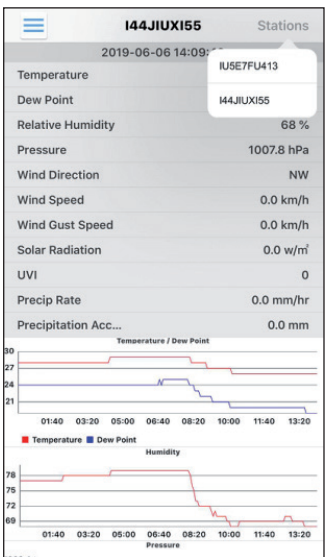 I44JIUXI55 Stations
2019-06-06 14:09:
IU5E7FU413
Temperature
I44JIUXI55
Dew Point
Relative Humidity 68 %
Pressure 1007.8 hPa
Wind Direction NW
Wind Speed 0.0 km/h
Wind Gust Speed 0.0 km/h
Solar Radiation 0.0 w/㎡
UVI 0
Precip Rate 0.0 mm/hr
Precipitation Acc... 0.0 mm
Temperature / Dew Point
30
27
24
21
01:40 03:20 05:00 06:40 08:20 10:00 11:40 13:20
Temperature Dew Point
Humidity
78
75
72
69
01:40 03:20 05:00 06:40 08:20 10:00 11:40 13:20
Pressure